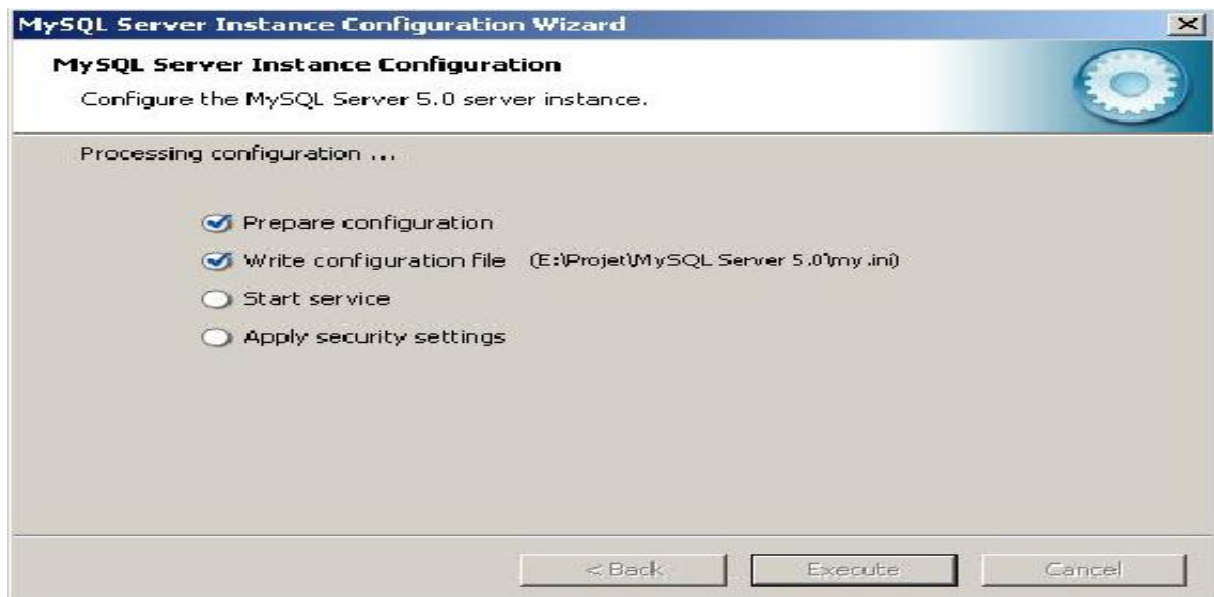 MySQL Server Instance Configuration Wizard
MySQL Server Instance Configuration
Configure the MySQL Server 5.0 server instance.
Processing configuration ...
Prepare configuration
Write configuration file (E:\Projet\MySQL Server 5.0\my.ini)
Start service
Apply security settings
< Back Execute Cancel